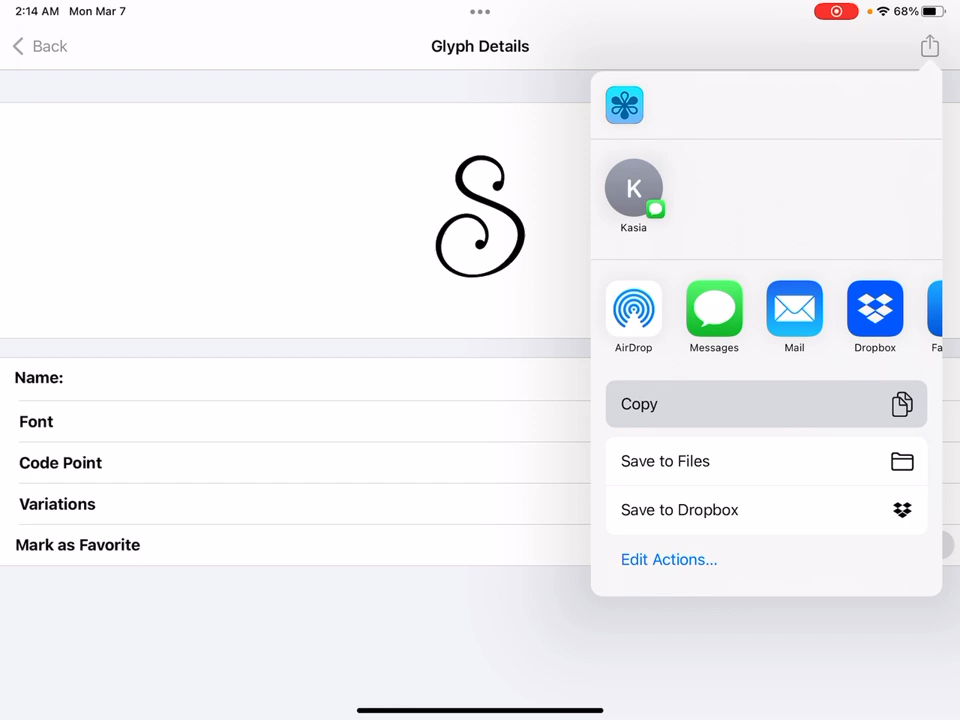 2:14 AM Mon Mar 7
68%
Back
Glyph Details
S
K
Kasia
AirDrop
Messages
Mail
Dropbox
Fa
Copy
Save to Files
Save to Dropbox
Edit Actions...
Name:
Font
Code Point
Variations
Mark as Favorite